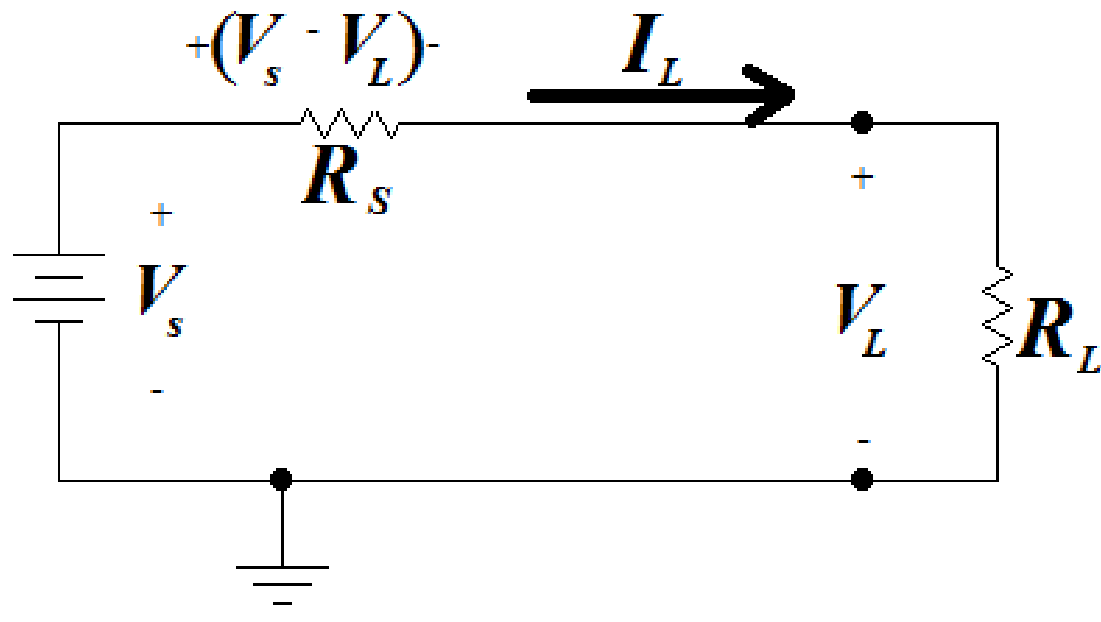 +(Vs - VL)-
IL
Rs
+
Vs
-
+
VL
-
RL